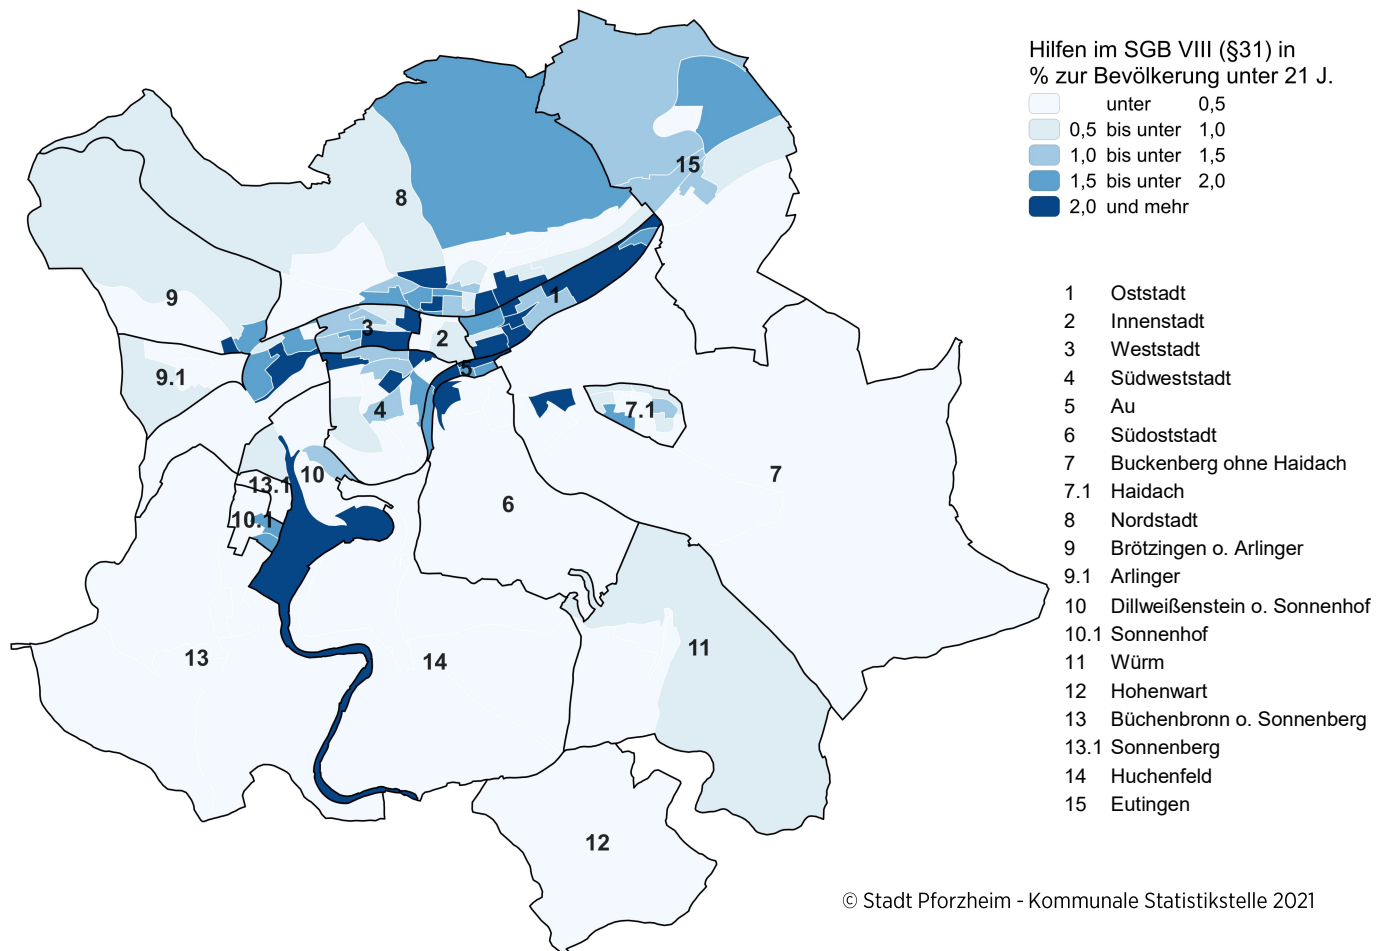 Hilfen im SGB VIII (§31) in
% zur Bevölkerung unter 21 J.
unter 0,5
0,5 bis unter 1,0
1,0 bis unter 1,5
1,5 bis unter 2,0
2,0 und mehr
15
8
9
1
3
2
9.1
5
4
7.1
10
7
13.1
6
10.1
11
13
14
12
1 Oststadt
2 Innenstadt
3 Weststadt
4 Südweststadt
5 Au
6 Südoststadt
7 Buckenberg ohne Haidach
7.1 Haidach
8 Nordstadt
9 Brötzingen o. Arlinger
9.1 Arlinger
10 Dillweißenstein o. Sonnenhof
10.1 Sonnenhof
11 Würm
12 Hohenwart
13 Büchenbronn o. Sonnenberg
13.1 Sonnenberg
14 Huchenfeld
15 Eutingen
© Stadt Pforzheim - Kommunale Statistikstelle 2021